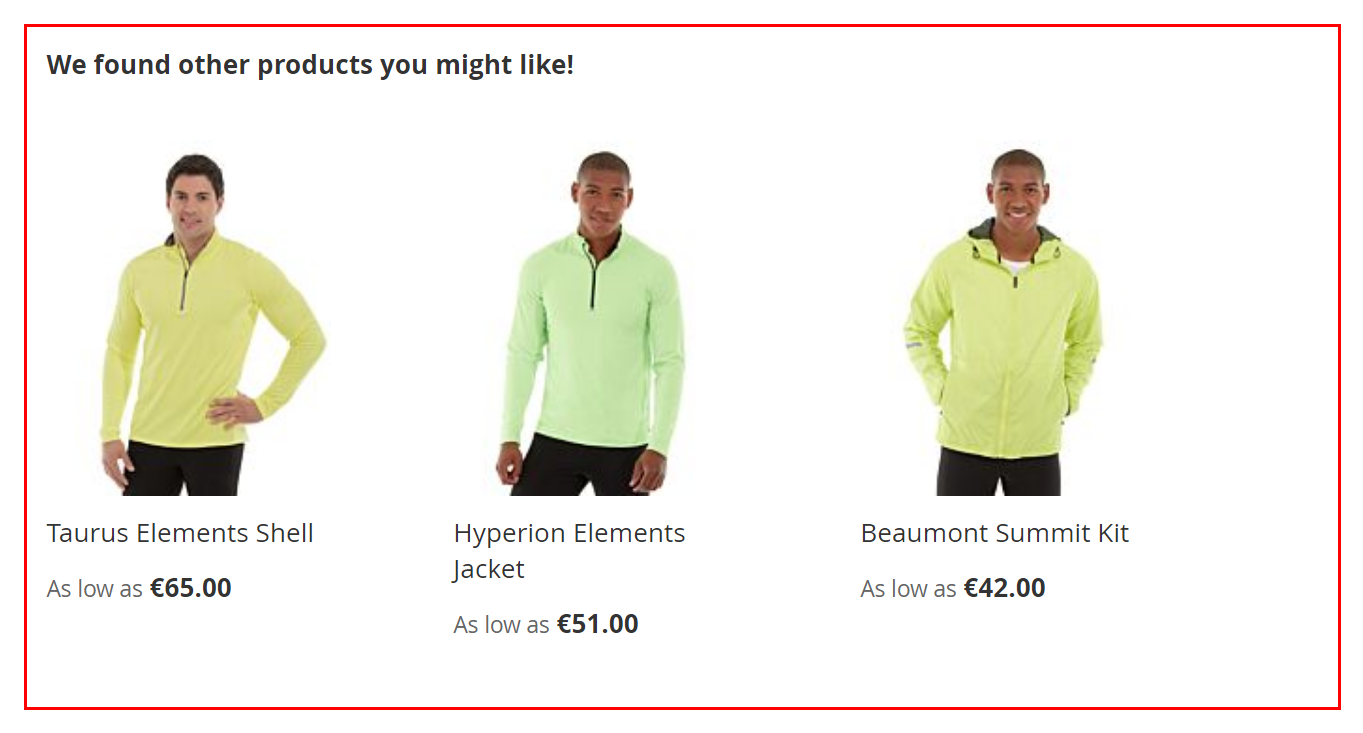 We found other products you might like!
Taurus Elements Shell
As low as €65.00
Hyperion Elements
Jacket
As low as €51.00
Beaumont Summit Kit
As low as €42.00